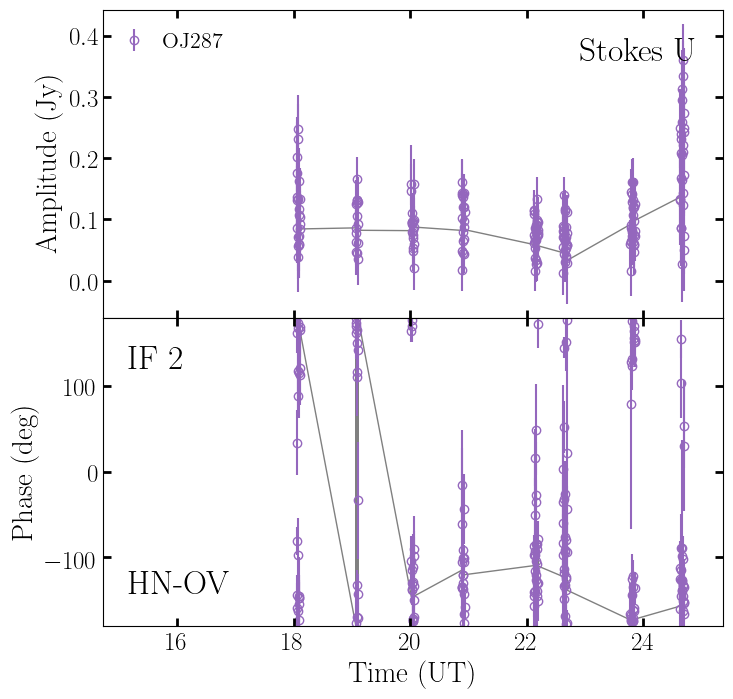 OJ287
Stokes U
Amplitude (Jy)
0.4
0.3
0.2
0.1
0.0
IF 2
HN-OV
Phase (deg)
100
0
−100
16 18 20 22 24
Time (UT)